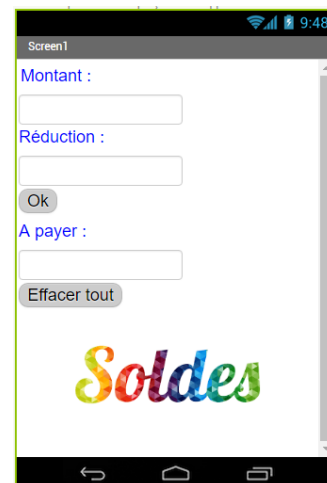 9:48
Screen1
Montant :
Réduction :
Ok
A payer :
Effacer tout
Soldes